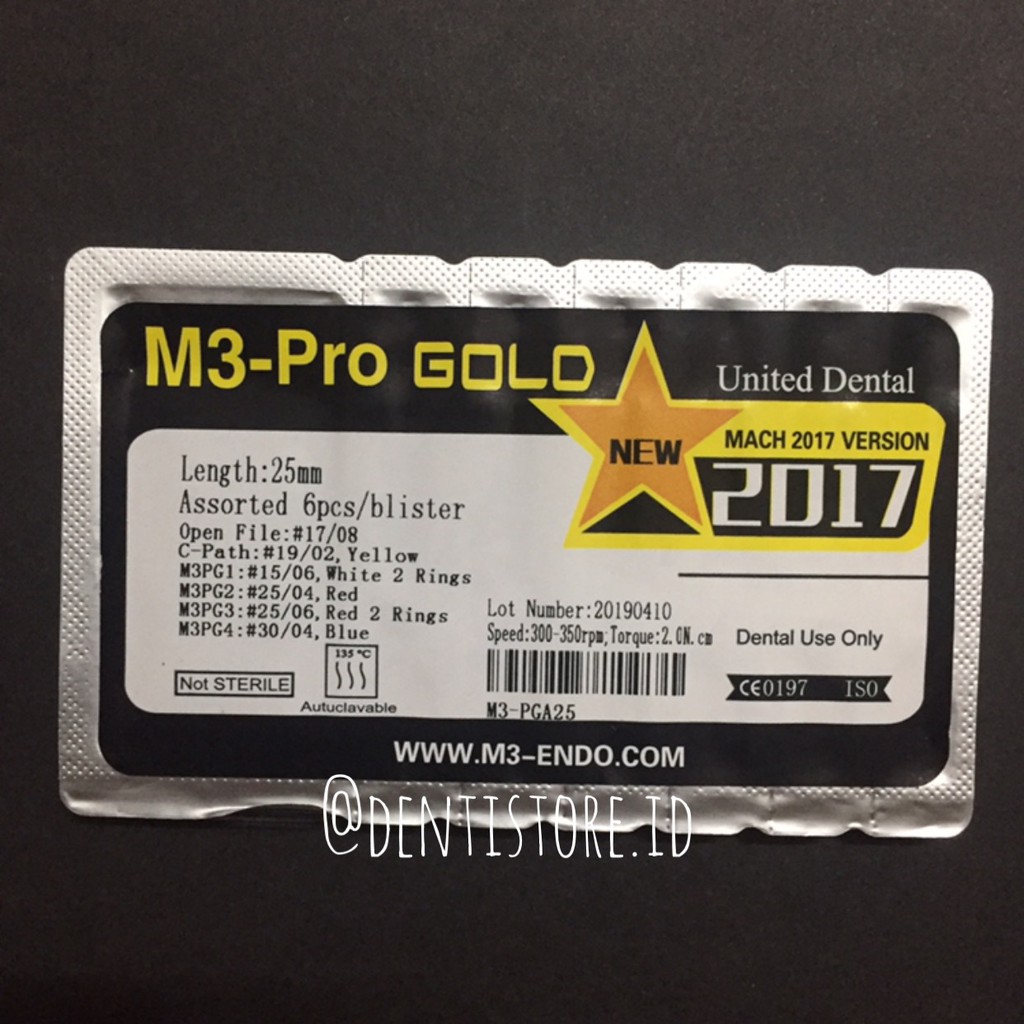 M3-Pro GOLD
United Dental
NEW
MACH 2017 VERSION
2017
Length:25mm
Assorted 6pcs/blister
Open File:#17/08
C-Path:#19/02,Yellow
M3PG1:#15/06,White 2 Rings
M3PG2:#25/04,Red
M3PG3:#25/06,Red 2 Rings
M3PG4:#30/04,Blue
Not STERILE
135 ℃
Autuclavable
Lot Number:20190410
Speed:300-350rpm;Torque:2.0N.cm
M3-PGA25
Dental Use Only
CE0197 ISO
WWW.M3-ENDO.COM
@DENTISTORE.ID